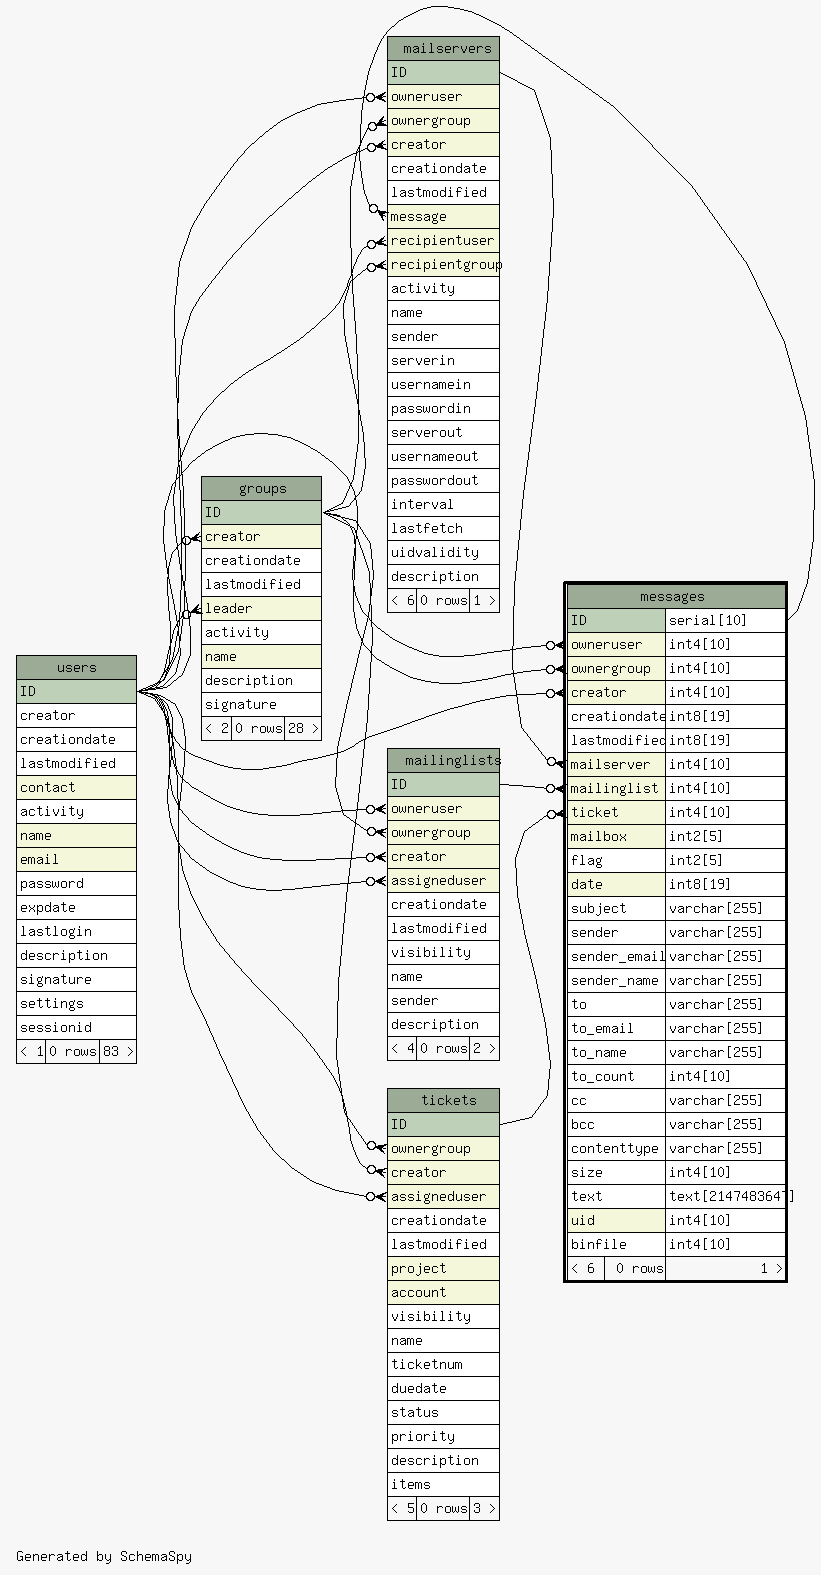 mailservers
ID
owneruser
ownergroup
creator
creationdate
lastmodified
message
recipientuser
recipientgroup
activity
name
sender
serverin
usernamein
passwordin
serverout
usernameout
passwordout
interval
lastfetch
uidvalidity
description
< 6 0 rows 1 >
groups
ID
creator
creationdate
lastmodified
leader
activity
name
description
signature
< 2 0 rows 28 >
users
ID
creator
creationdate
lastmodified
contact
activity
name
email
password
expdate
lastlogin
description
signature
settings
sessionid
< 1 0 rows 83 >
mailinglists
ID
owneruser
ownergroup
creator
assigneduser
creationdate
lastmodified
visibility
name
sender
description
< 4 0 rows 2 >
tickets
ID
ownergroup
creator
assigneduser
creationdate
lastmodified
project
account
visibility
name
ticketnum
duedate
status
priority
description
items
< 5 0 rows 3 >
messages
ID serial[10]
owneruser int4[10]
ownergroup int4[10]
creator int4[10]
creationdate int8[19]
lastmodified int8[19]
mailserver int4[10]
mailinglist int4[10]
ticket int4[10]
mailbox int2[5]
flag int2[5]
date int8[19]
subject varchar[255]
sender varchar[255]
sender_email varchar[255]
sender_name varchar[255]
to varchar[255]
to_email varchar[255]
to_name varchar[255]
to_count int4[10]
cc varchar[255]
bcc varchar[255]
contenttype varchar[255]
size int4[10]
text text[2147483647]
uid int4[10]
binfile int4[10]
< 6 0 rows 1 >
Generated by SchemaSpy